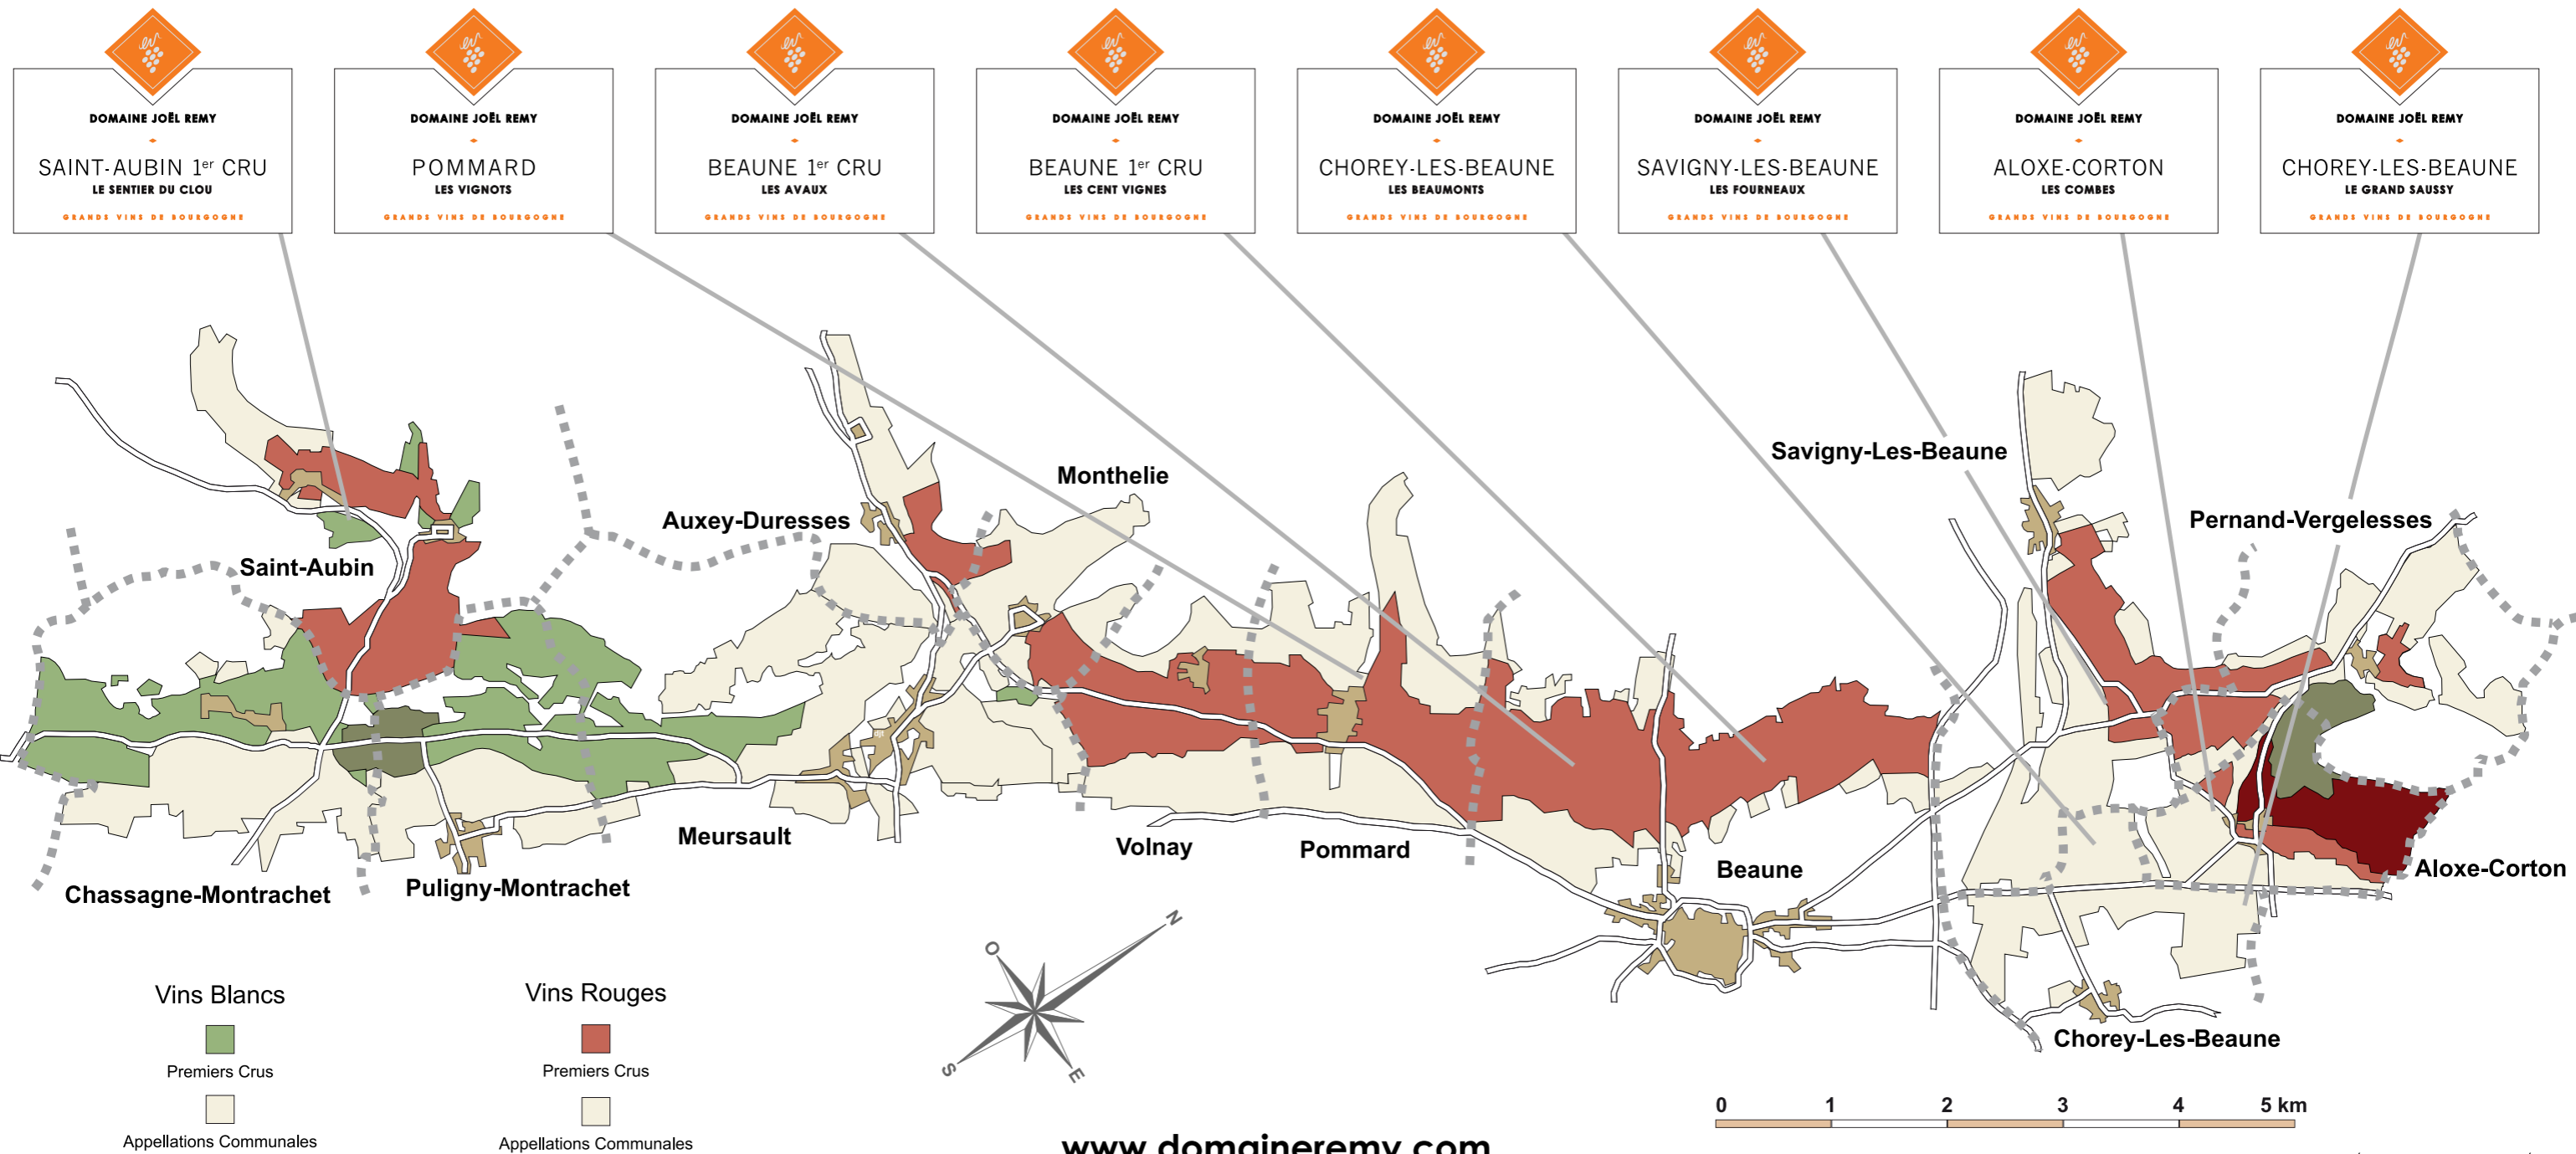 DOMAINE JOËL REMY
SAINT-AUBIN 1er CRU
LE SENTIER DU CLOU
GRANDS VINS DE BOURGOGNE
DOMAINE JOËL REMY
POMMARD
LES VIGNOTS
GRANDS VINS DE BOURGOGNE
DOMAINE JOËL REMY
BEAUNE 1er CRU
LES AVAUX
GRANDS VINS DE BOURGOGNE
DOMAINE JOËL REMY
BEAUNE 1er CRU
LES CENT VIGNES
GRANDS VINS DE BOURGOGNE
DOMAINE JOËL REMY
CHOREY-LES-BEAUNE
LES BEAUMONTS
GRANDS VINS DE BOURGOGNE
DOMAINE JOËL REMY
SAVIGNY-LES-BEAUNE
LES FOURNEAUX
GRANDS VINS DE BOURGOGNE
DOMAINE JOËL REMY
ALOXE-CORTON
LES COMBES
GRANDS VINS DE BOURGOGNE
DOMAINE JOËL REMY
CHOREY-LES-BEAUNE
LE GRAND SAUSSY
GRANDS VINS DE BOURGOGNE
Savigny-Les-Beaune
Monthelie
Auxey-Duresses
Pernand-Vergelesses
Saint-Aubin
Meursault
Volnay
Pommard
Beaune
Aloxe-Corton
Chassagne-Montrachet
Puligny-Montrachet
Chorey-Les-Beaune
N
O
S
E
Vins Blancs
Premiers Crus
Appellations Communales
Vins Rouges
Premiers Crus
Appellations Communales
0 1 2 3 4 5 km
www.domaineremy.com